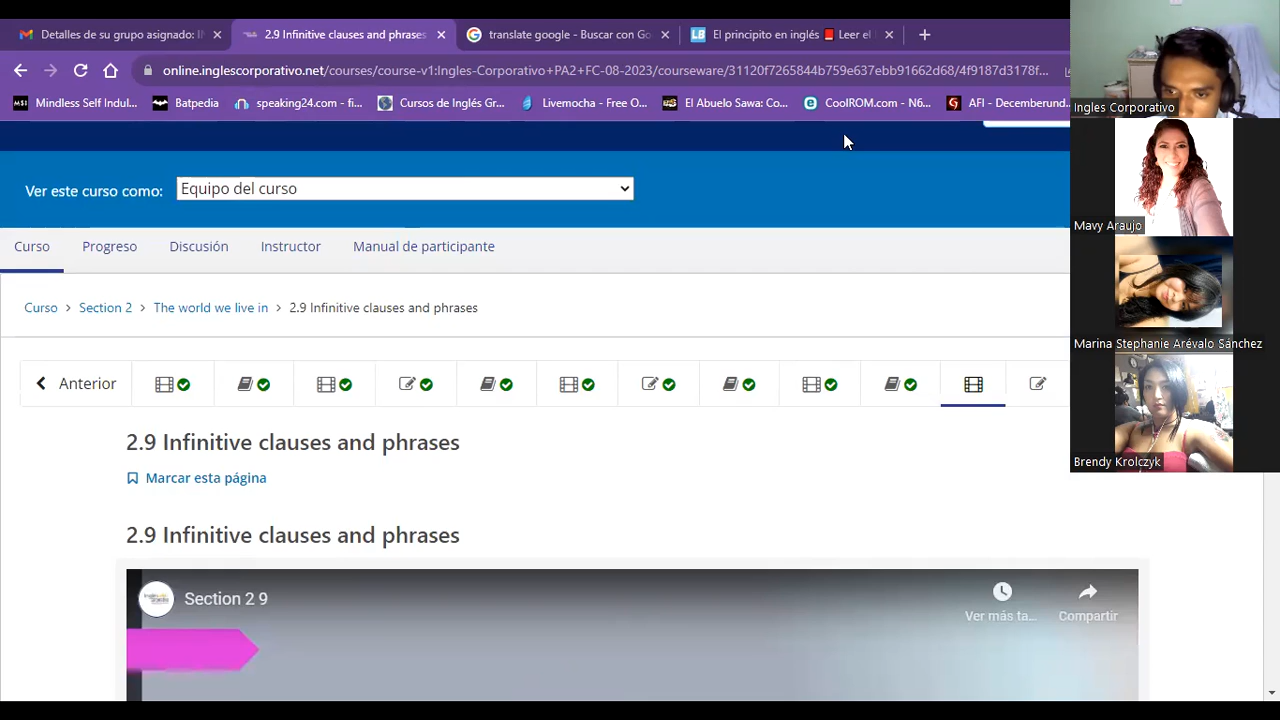 Detalles de su grupo asignado: I
2.9 Infinitive clauses and phrases
translate google - Buscar con Go
El principito en inglés 📕 Leer el
online.inglescorporativo.net/courses/course-v1:Ingles-Corporativo+PA2+FC-08-2023/courseware/31120f7265844b759e637ebb91662d68/4f9187d3178f...
Mindless Self Indul...
Batpedia
speaking24.com - fi...
Cursos de Inglés Gr...
Livemocha - Free O...
El Abuelo Sawa: Co...
CoolROM.com - N6...
AFI - Decemberund...
Ver este curso como:
Equipo del curso
Curso
Progreso
Discusión
Instructor
Manual de participante
Curso > Section 2 > The world we live in > 2.9 Infinitive clauses and phrases
Anterior
2.9 Infinitive clauses and phrases
Marcar esta página
2.9 Infinitive clauses and phrases
Section 2 9
Ver más ta...
Compartir
Ingles Corporativo
Mavy Araujo
Marina Stephanie Arévalo Sánchez
Brendy Krolczyk